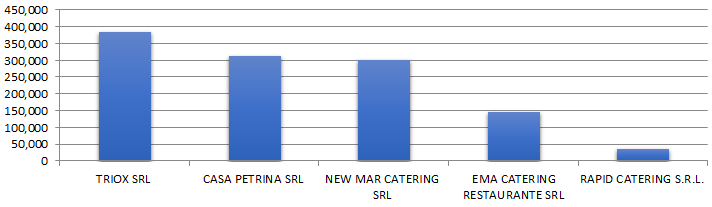 450,000
400,000
350,000
300,000
250,000
200,000
150,000
100,000
50,000
0
TRIOX SRL
CASA PETRINA SRL
NEW MAR CATERING
SRL
EMA CATERING
RESTAURANTE SRL
RAPID CATERING S.R.L.